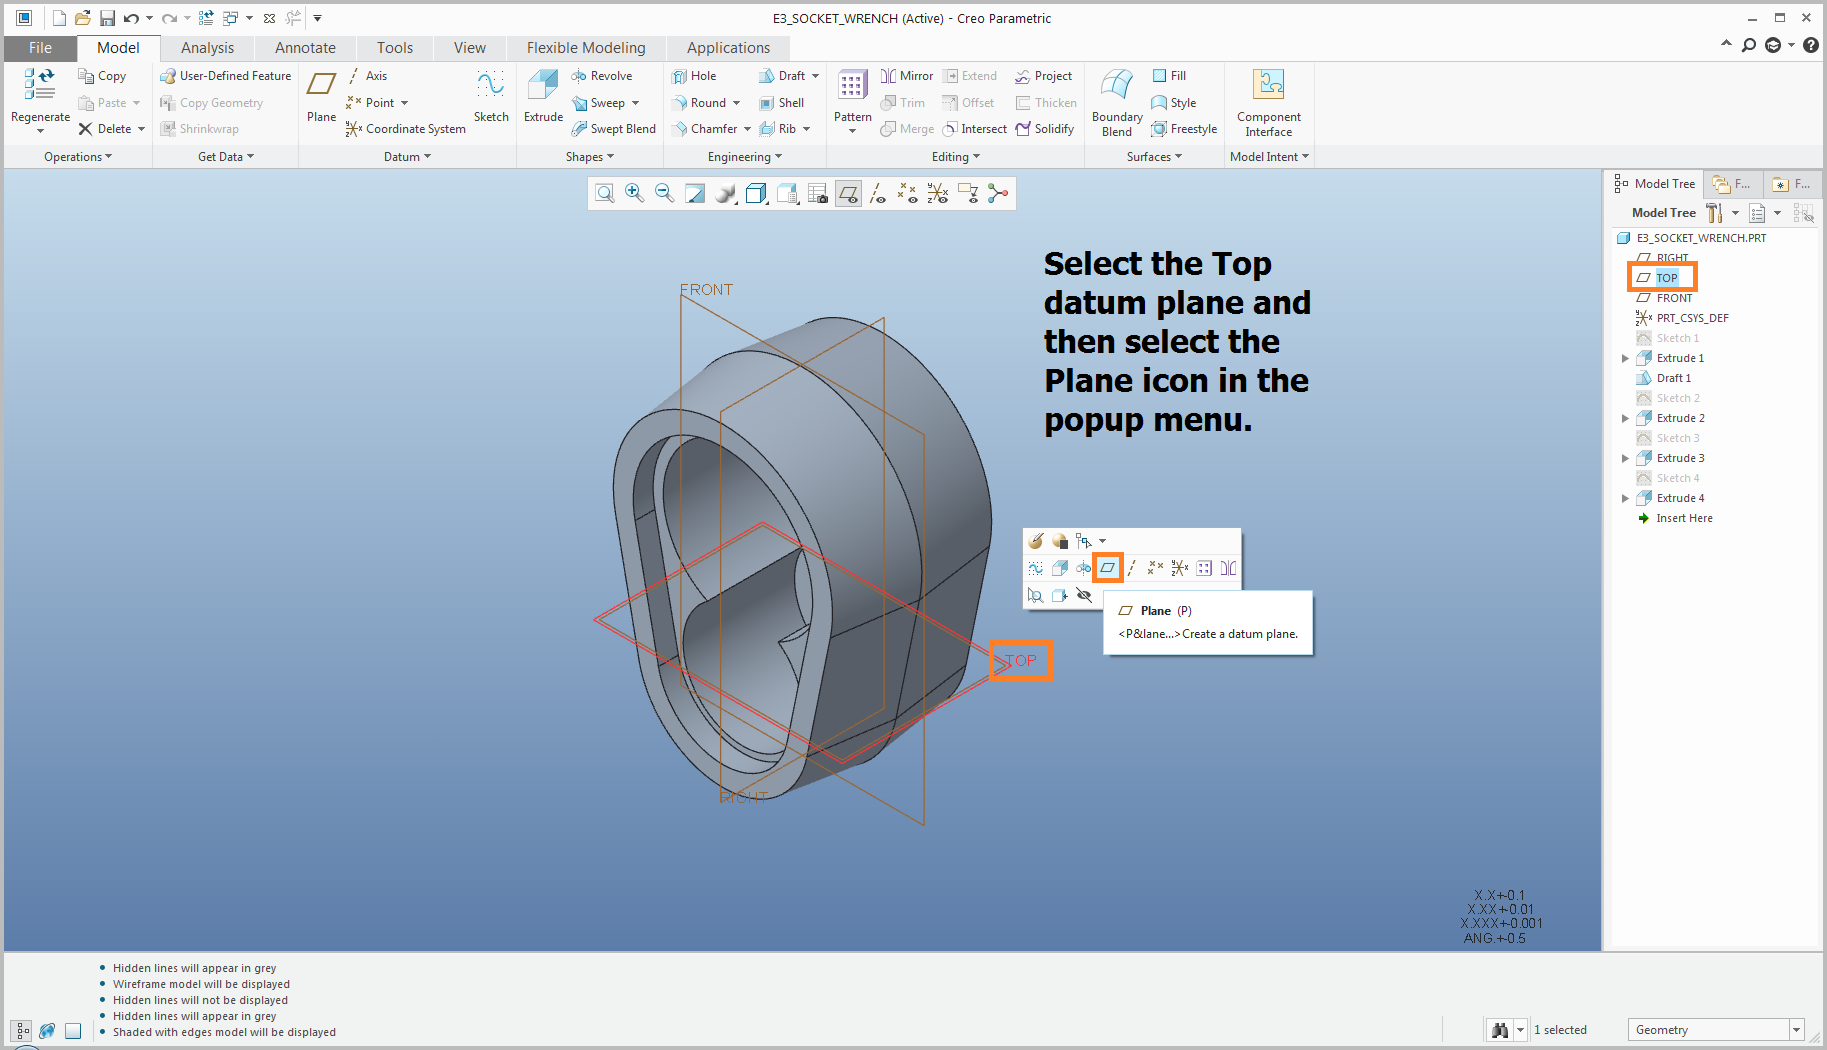 E3_SOCKET_WRENCH (Active) - Creo Parametric
File Model Analysis Annotate Tools View Flexible Modeling Applications
Regenerate
Copy
Paste
Delete
Operations
User-Defined Feature
Copy Geometry
Shrinkwrap
Get Data
Plane
Axis
Point
Coordinate System
Sketch
Datum
Extrude
Revolve
Sweep
Swept Blend
Shapes
Hole
Round
Chamfer
Draft
Shell
Rib
Engineering
Pattern
Mirror
Trim
Merge
Extend
Offset
Intersect
Project
Thicken
Solidify
Editing
Boundary
Blend
Fill
Style
Freestyle
Surfaces
Component
Interface
Model Intent
Select the Top
datum plane and
then select the
Plane icon in the
popup menu.
FRONT
TOP
RIGHT
Plane (P)
<P&lane...>Create a datum plane.
X.X+-0.1
X.XX+-0.01
X.XXX+-0.001
ANG.+-0.5
Model Tree F... F...
Model Tree
E3_SOCKET_WRENCH.PRT
RIGHT
TOP
FRONT
PRT_CSYS_DEF
Sketch 1
Extrude 1
Draft 1
Sketch 2
Extrude 2
Sketch 3
Extrude 3
Sketch 4
Extrude 4
Insert Here
• Hidden lines will appear in grey
• Wireframe model will be displayed
• Hidden lines will not be displayed
• Hidden lines will appear in grey
• Shaded with edges model will be displayed
1 selected
Geometry